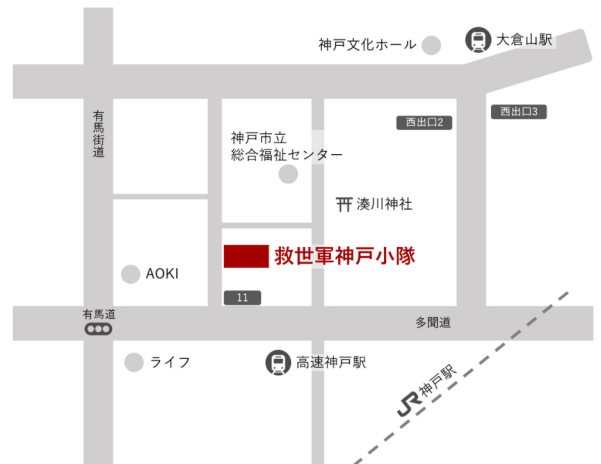 神戸文化ホール
大倉山駅
西出口2
西出口3
有馬街道
神戸市立
総合福祉センター
湊川神社
救世軍神戸小隊
AOKI
11
有馬道
多聞道
ライフ
高速神戸駅
JR神戸駅